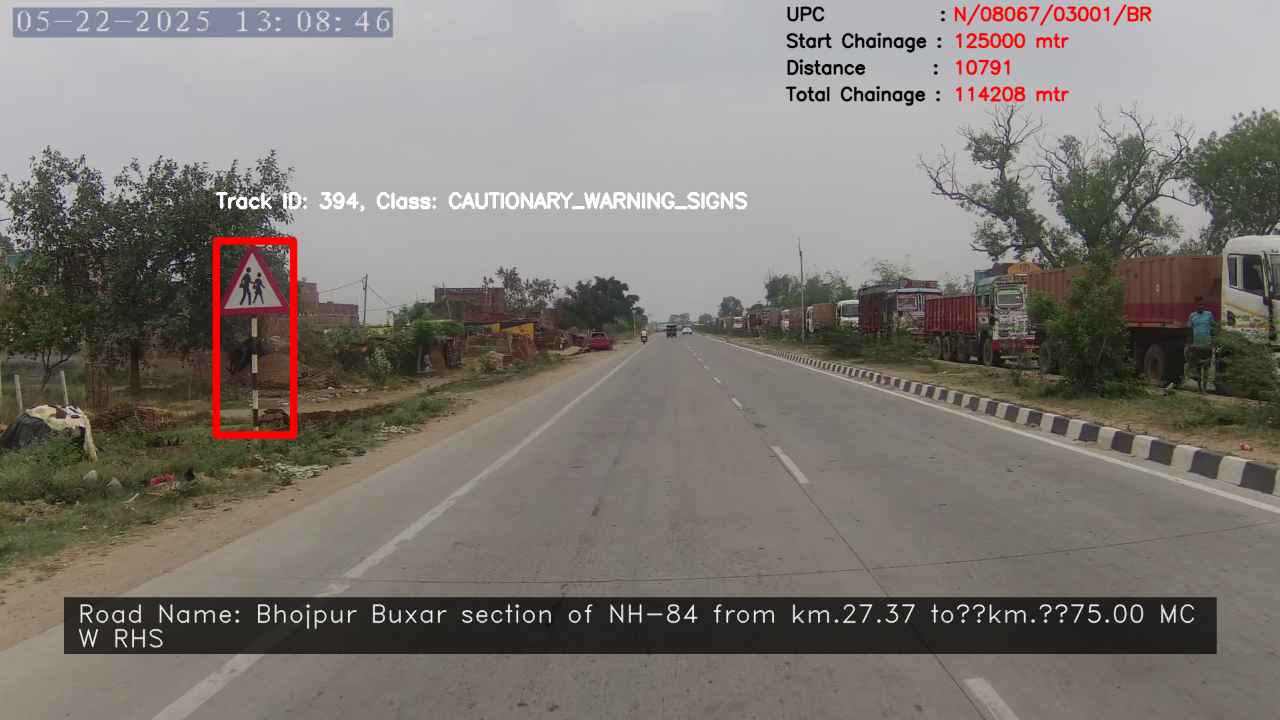 05-22-2025 13:08:46
UPC : N/08067/03001/BR
Start Chainage : 125000 mtr
Distance : 10791
Total Chainage : 114208 mtr
Track ID: 394, Class: CAUTIONARY_WARNING_SIGNS
Road Name: Bhojpur Buxar section of NH-84 from km.27.37 to??km.??75.00 MC
W RHS